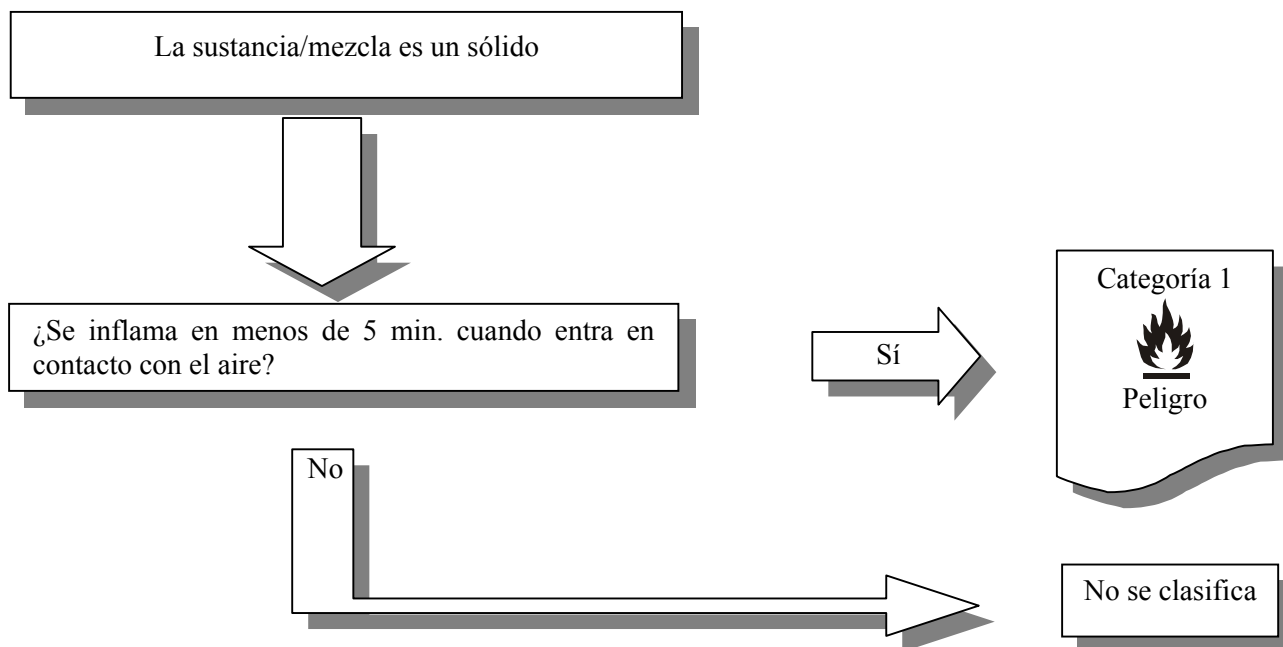 La sustancia/mezcla es un sólido
¿Se inflama en menos de 5 min. cuando entra en
contacto con el aire?
Sí
Categoría 1
Peligro
No
No se clasifica